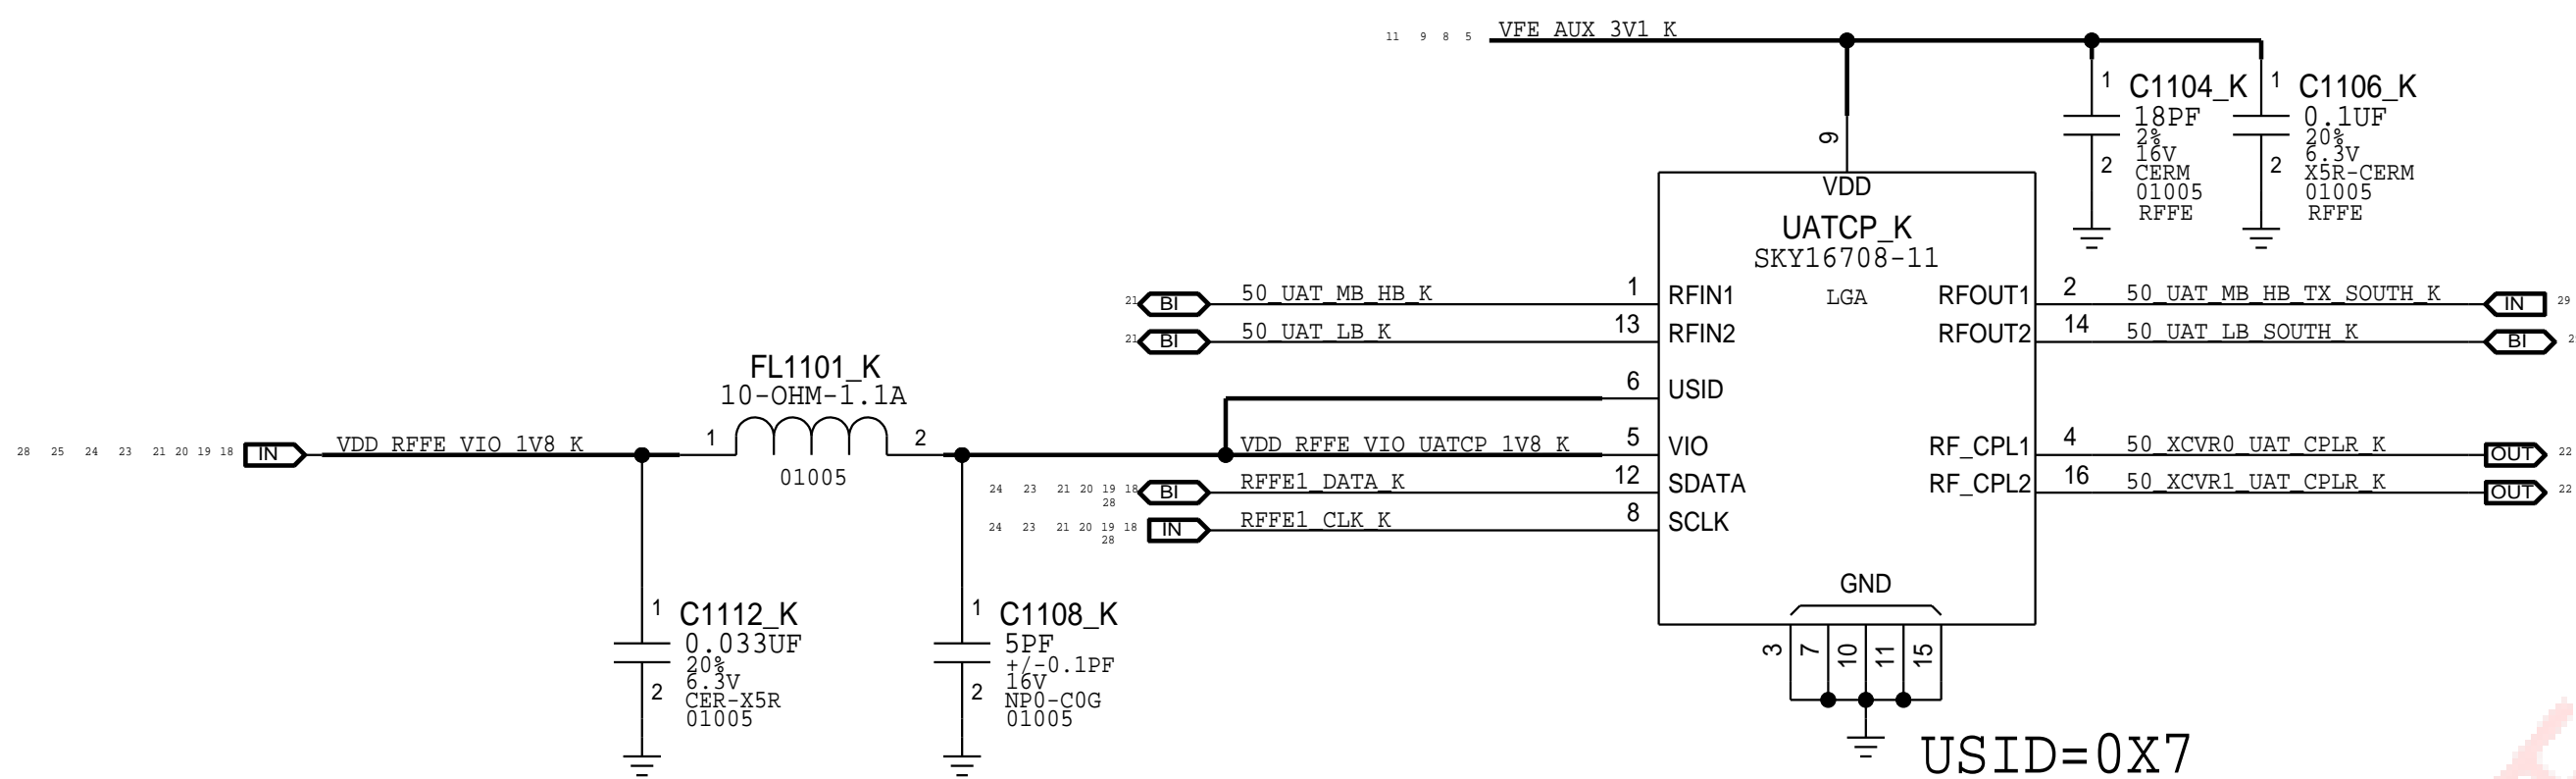 11 9 8 5 VFE_AUX_3V1_K
1 C1104_K
18PF
2%
16V
2 CERM
01005
RFFE
1 C1106_K
0.1UF
20%
6.3V
2 X5R-CERM
01005
RFFE
9
VDD
UATCP_K
SKY16708-11
LGA
21 BI 50_UAT_MB_HB_K 1 RFIN1
21 BI 50_UAT_LB_K 13 RFIN2
6 USID
VDD_RFFE_VIO_UATCP_1V8_K 5 VIO
24 23 21 20 19 18 BI RFFE1_DATA_K 12 SDATA
28
24 23 21 20 19 18 IN RFFE1_CLK_K 8 SCLK
28
RFOUT1 2 50_UAT_MB_HB_TX_SOUTH_K IN 29
RFOUT2 14 50_UAT_LB_SOUTH_K BI
RF_CPL1 4 50_XCVR0_UAT_CPLR_K OUT 22
RF_CPL2 16 50_XCVR1_UAT_CPLR_K OUT 22
GND
3 7 10 11 15
FL1101_K
10-OHM-1.1A
28 25 24 23 21 20 19 18 IN VDD_RFFE_VIO_1V8_K 1 2
01005
1 C1112_K
0.033UF
20%
6.3V
2 CER-X5R
01005
1 C1108_K
5PF
+/-0.1PF
16V
2 NP0-C0G
01005
USID=0X7